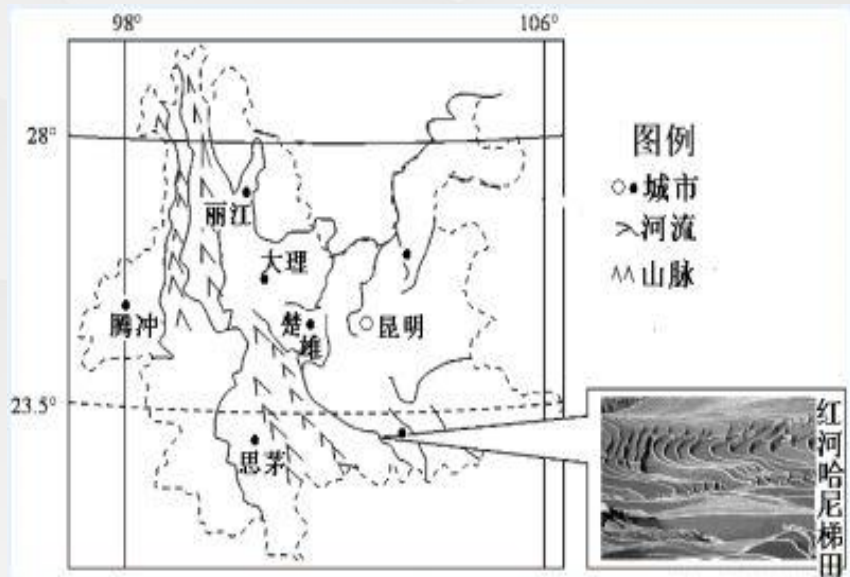 98°
106°
28°
丽江
大理
腾冲
楚雄
昆明
23.5°
思茅
图例
城市
河流
山脉
红河哈尼梯田